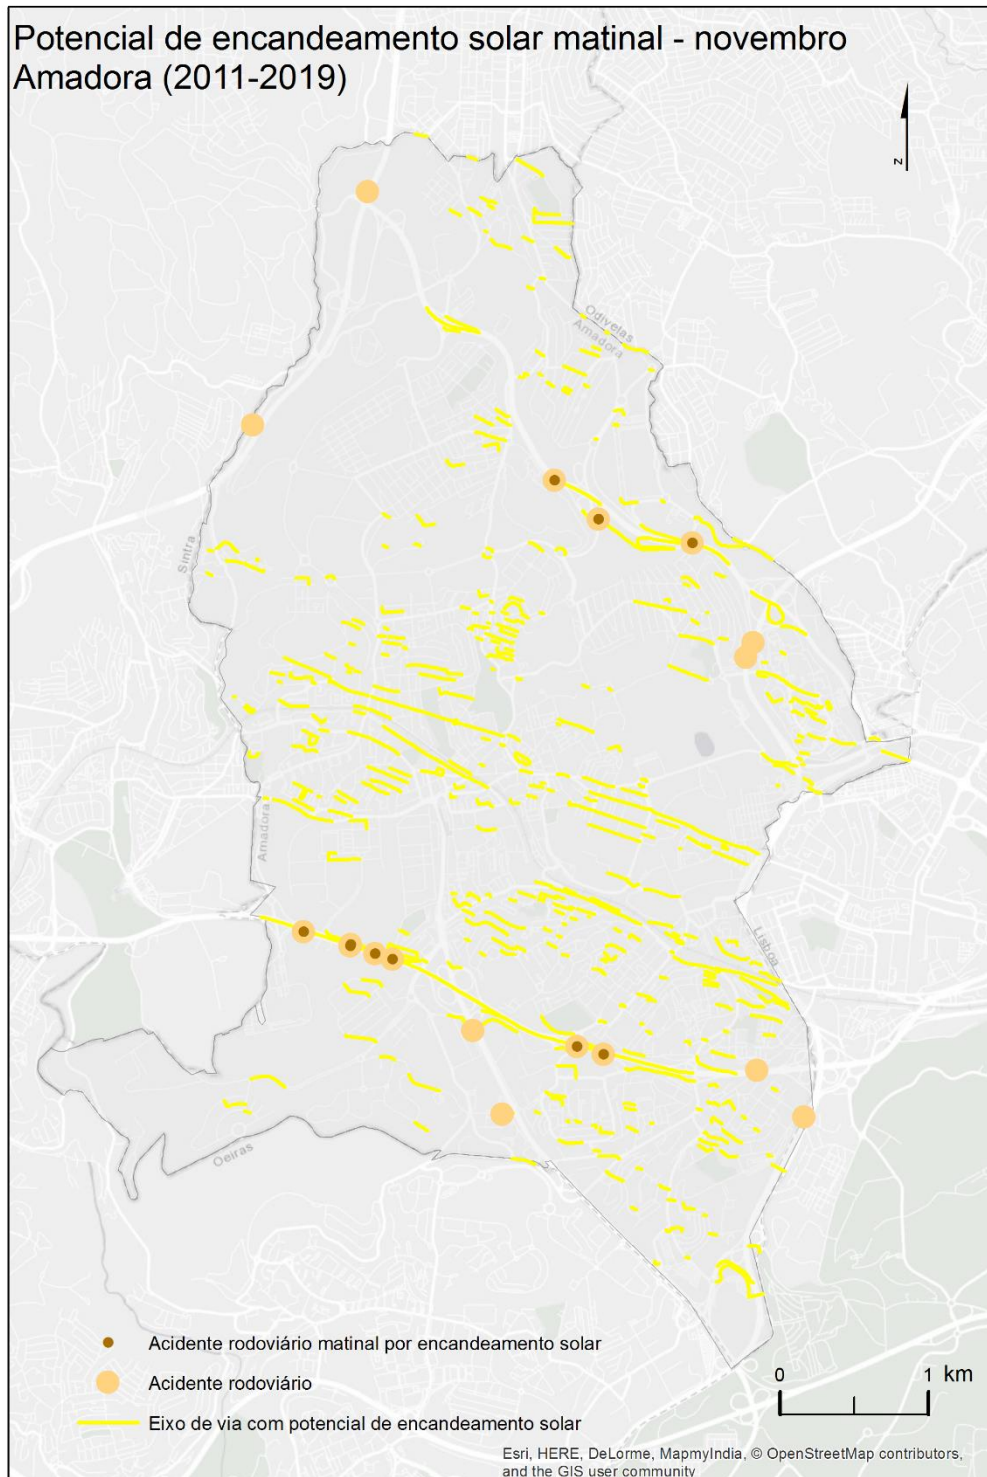 Potencial de encandeamento solar matinal - novembro
Amadora (2011-2019)
z
Odivelas
Amadora
Sintra
Amadora
Lisboa
Oeiras
Acidente rodoviário matinal por encandeamento solar
Acidente rodoviário
Eixo de via com potencial de encandeamento solar
0 1 km
Esri, HERE, DeLorme, MapmyIndia, © OpenStreetMap contributors,
and the GIS user community